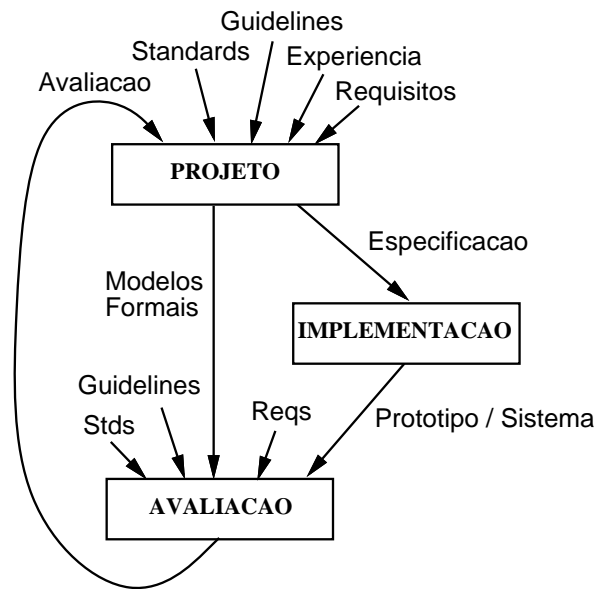 Guidelines
Standards
Experiencia
Avaliacao
Requisitos
PROJETO
Especificacao
Modelos
Formais
IMPLEMENTACAO
Guidelines
Reqs
Stds
Prototipo / Sistema
AVALIACAO